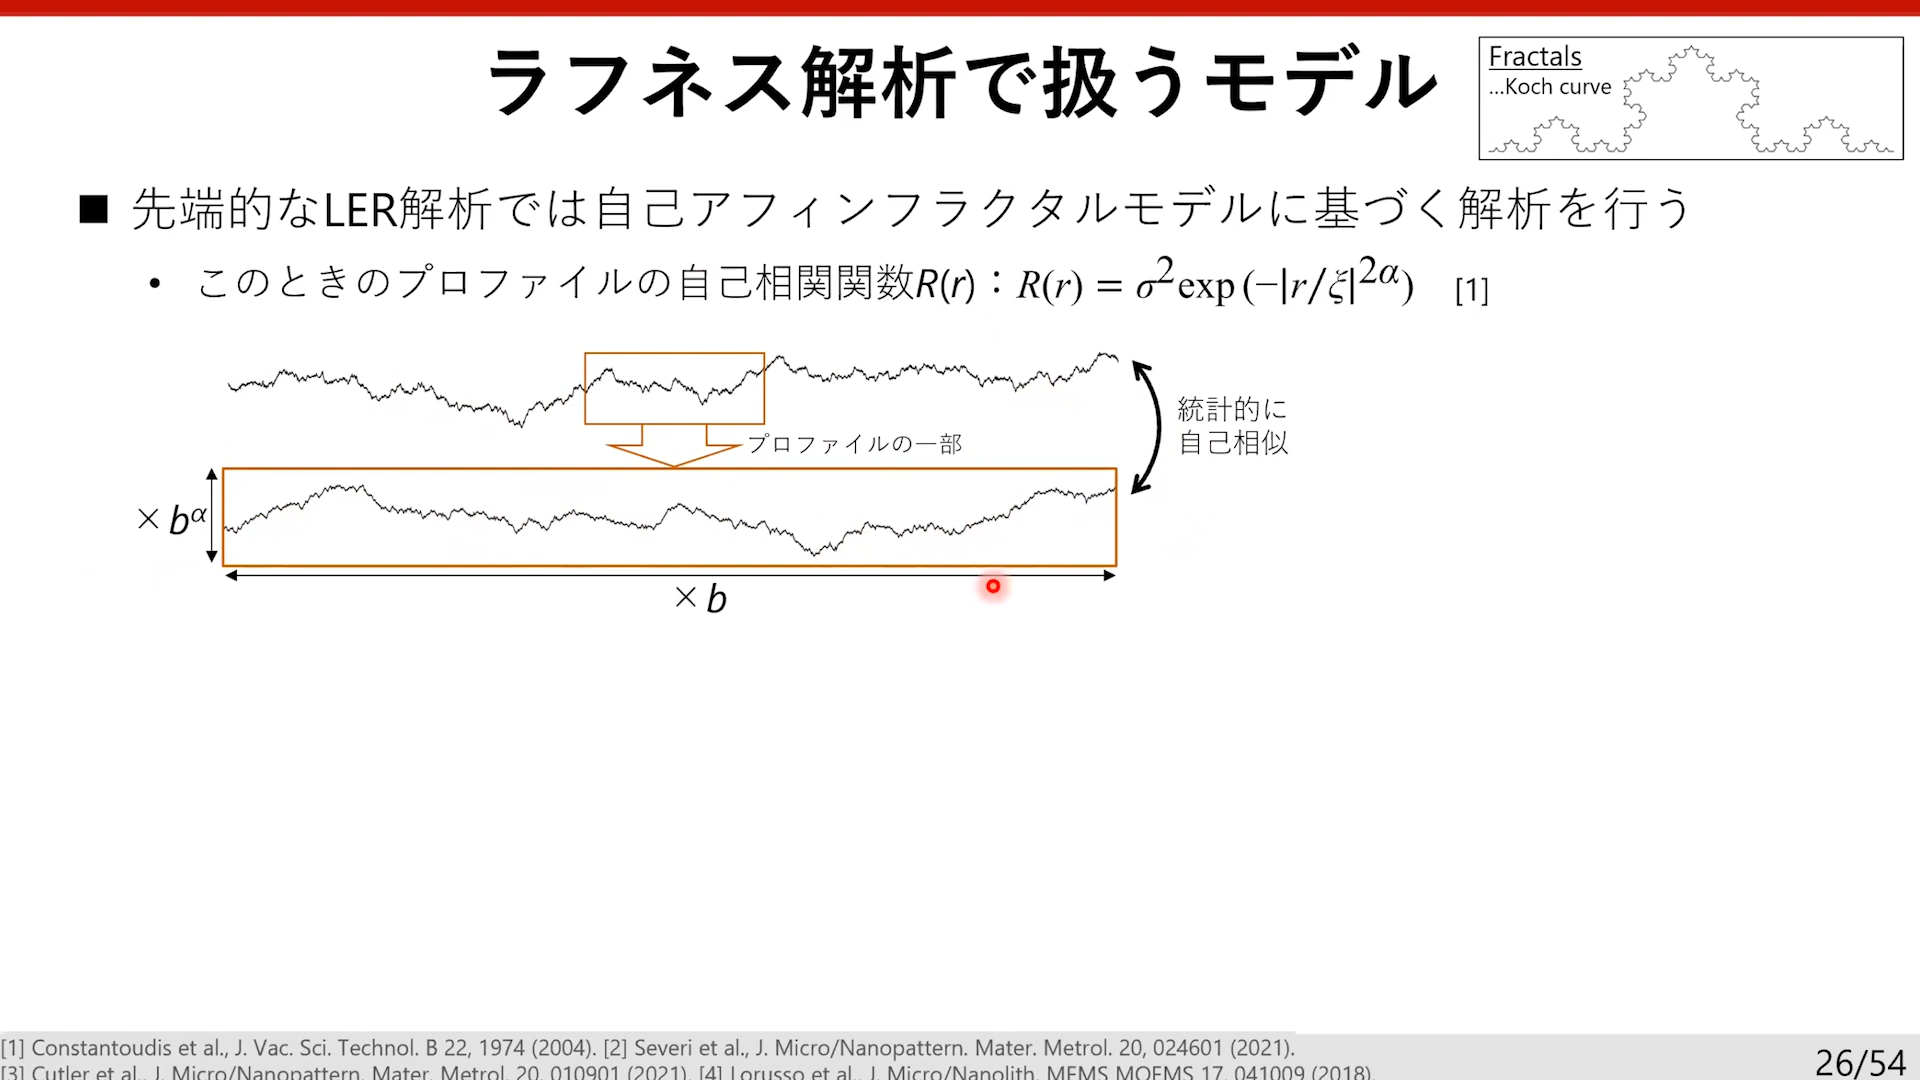 ラフネス解析で扱うモデル
Fractals
...Koch curve
■ 先端的なLER解析では自己アフィンフラクタルモデルに基づく解析を行う
• このときのプロファイルの自己相関関数R(r)：R(r) = σ²exp (−|r/ξ|²ᵅ) [1]
プロファイルの一部
統計的に
自己相似
× bᵅ
× b
[1] Constantoudis et al., J. Vac. Sci. Technol. B 22, 1974 (2004). [2] Severi et al., J. Micro/Nanopattern. Mater. Metrol. 20, 024601 (2021).
[3] Cutler et al., J. Micro/Nanopattern. Mater. Metrol. 20, 010901 (2021). [4] Lorusso et al., J. Micro/Nanolith. MEMS MOEMS 17, 041009 (2018).
26/54